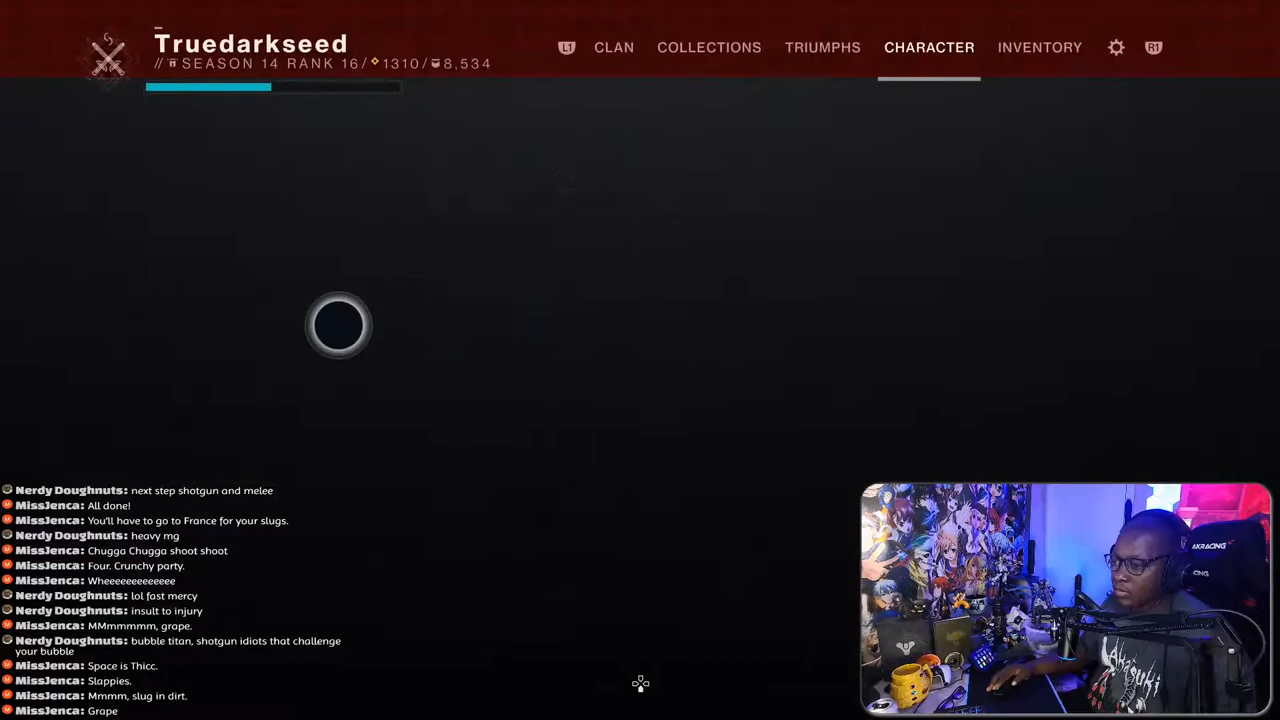 Truedarkseed
// SEASON 14 RANK 16/ 1310/ 8,534
L1 CLAN COLLECTIONS TRIUMPHS CHARACTER INVENTORY R1
Nerdy Doughnuts: next step shotgun and melee
MissJenca: All done!
MissJenca: You'll have to go to France for your slugs.
Nerdy Doughnuts: heavy mg
MissJenca: Chugga Chugga shoot shoot
MissJenca: Four. Crunchy party.
MissJenca: Wheeeeeeeeeeeee
Nerdy Doughnuts: lol fast mercy
Nerdy Doughnuts: insult to injury
MissJenca: MMmmmmm, grape.
Nerdy Doughnuts: bubble titan, shotgun idiots that challenge
your bubble
MissJenca: Space is Thicc.
MissJenca: Slappies.
MissJenca: Mmmm, slug in dirt.
MissJenca: Grape
AKRACING